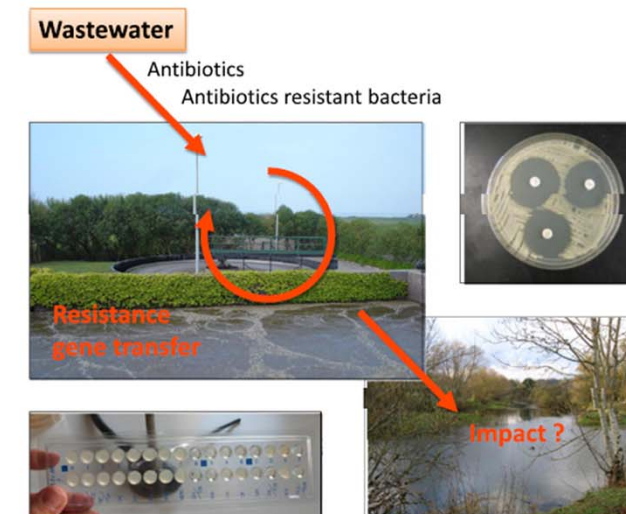 Wastewater
Antibiotics
Antibiotics resistant bacteria
Resistance
gene transfer
Impact ?